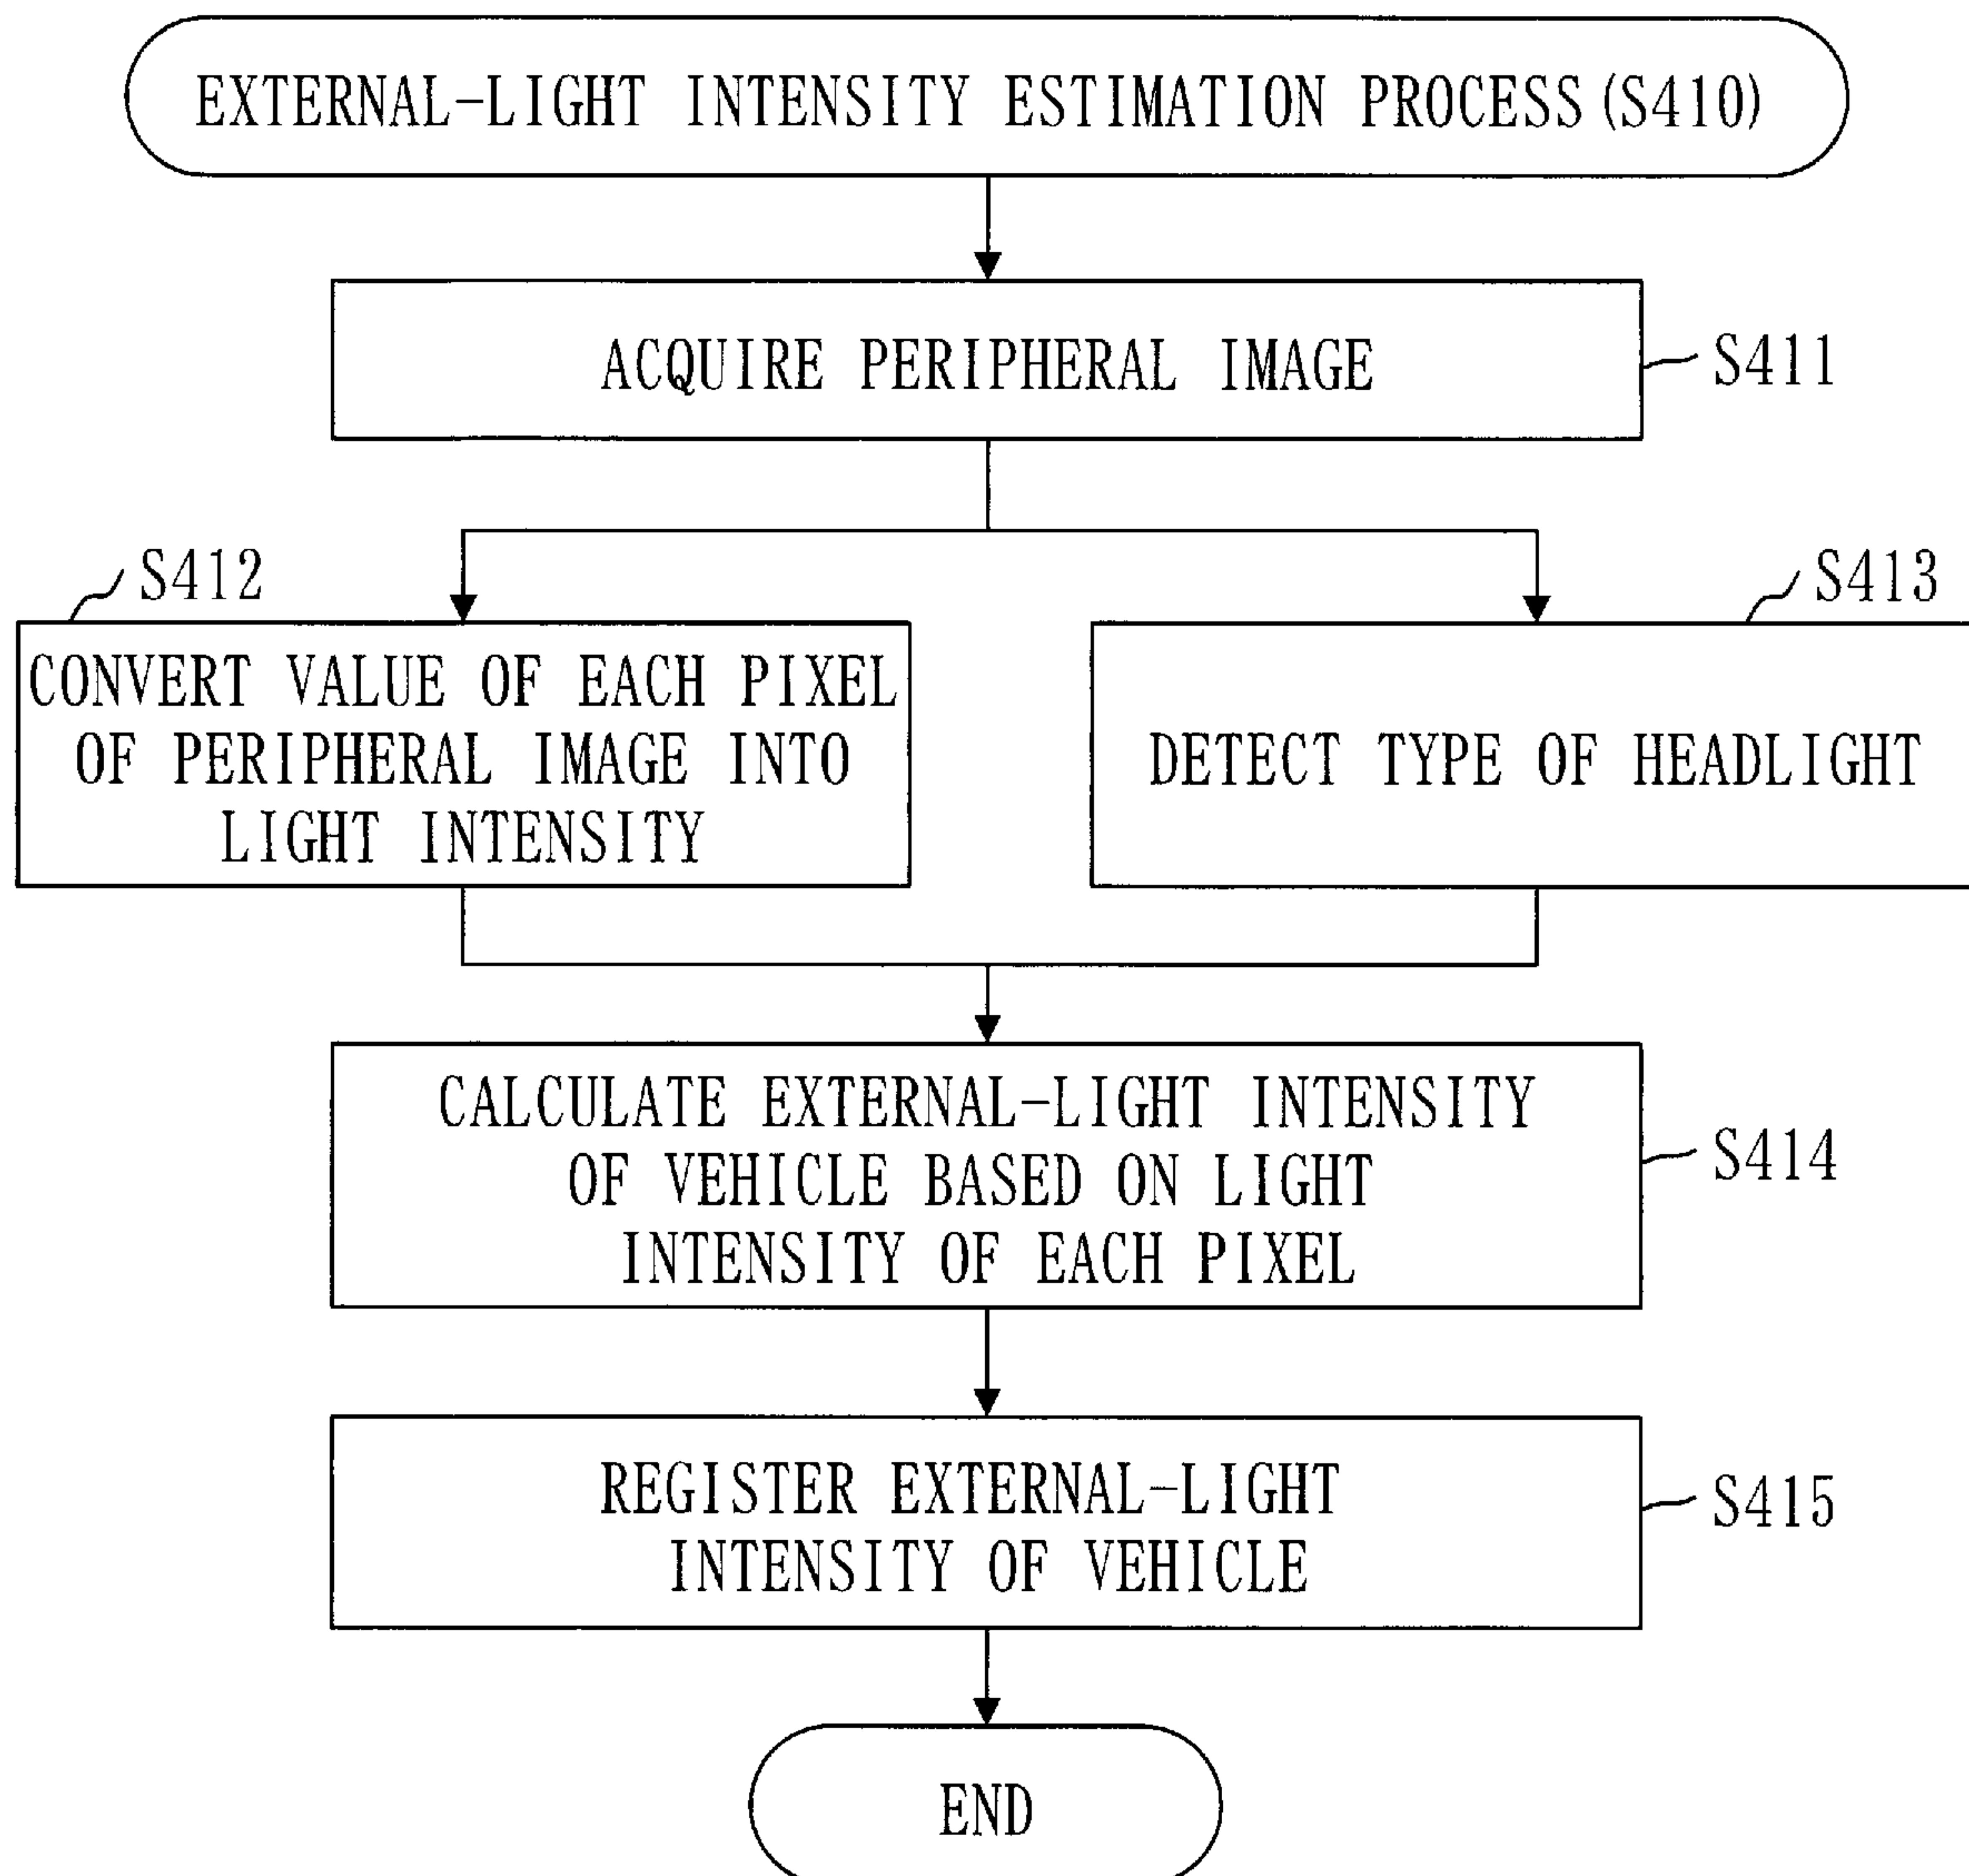 EXTERNAL-LIGHT INTENSITY ESTIMATION PROCESS(S410)
ACQUIRE PERIPHERAL IMAGE
S411
S412
CONVERT VALUE OF EACH PIXEL
OF PERIPHERAL IMAGE INTO
LIGHT INTENSITY
S413
DETECT TYPE OF HEADLIGHT
CALCULATE EXTERNAL-LIGHT INTENSITY
OF VEHICLE BASED ON LIGHT
INTENSITY OF EACH PIXEL
S414
REGISTER EXTERNAL-LIGHT
INTENSITY OF VEHICLE
S415
END